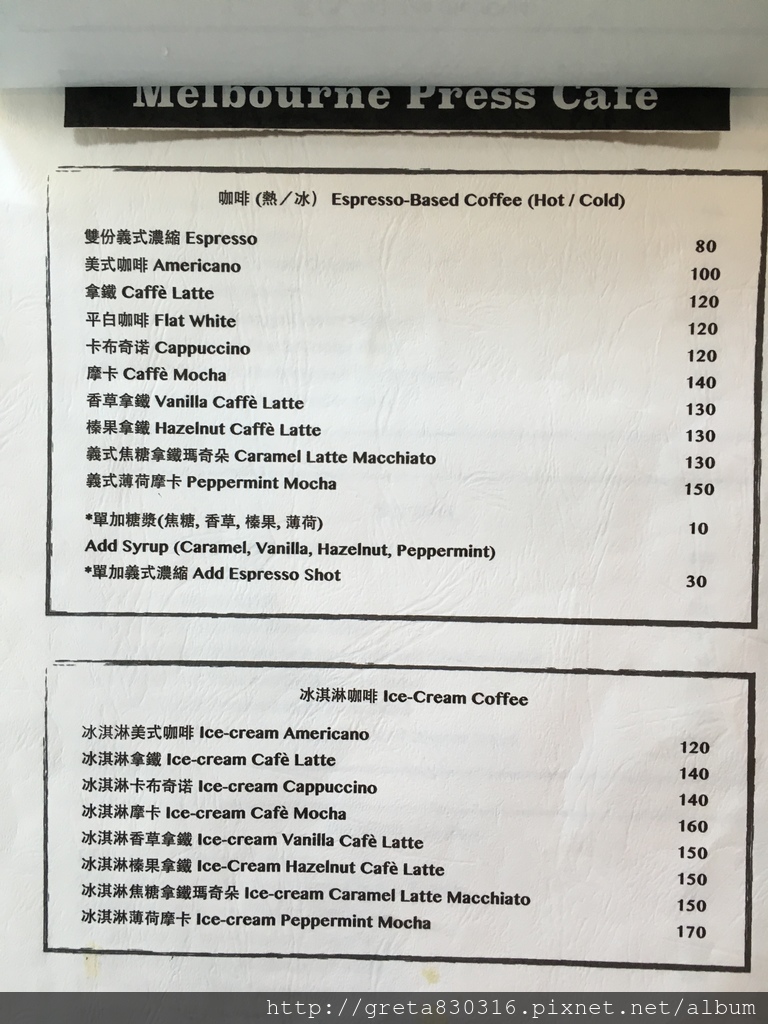 Melbourne Press Cafe
咖啡 (熱／冰) Espresso-Based Coffee (Hot / Cold)
雙份義式濃縮 Espresso 80
美式咖啡 Americano 100
拿鐵 Caffè Latte 120
平白咖啡 Flat White 120
卡布奇诺 Cappuccino 120
摩卡 Caffè Mocha 140
香草拿鐵 Vanilla Caffè Latte 130
榛果拿鐵 Hazelnut Caffè Latte 130
義式焦糖拿鐵瑪奇朵 Caramel Latte Macchiato 130
義式薄荷摩卡 Peppermint Mocha 150
*單加糖漿(焦糖, 香草, 榛果, 薄荷) 10
Add Syrup (Caramel, Vanilla, Hazelnut, Peppermint)
*單加義式濃縮 Add Espresso Shot 30
冰淇淋咖啡 Ice-Cream Coffee
冰淇淋美式咖啡 Ice-cream Americano 120
冰淇淋拿鐵 Ice-cream Cafè Latte 140
冰淇淋卡布奇诺 Ice-cream Cappuccino 140
冰淇淋摩卡 Ice-cream Cafè Mocha 160
冰淇淋香草拿鐵 Ice-cream Vanilla Cafè Latte 150
冰淇淋榛果拿鐵 Ice-Cream Hazelnut Cafè Latte 150
冰淇淋焦糖拿鐵瑪奇朵 Ice-cream Caramel Latte Macchiato 150
冰淇淋薄荷摩卡 Ice-cream Peppermint Mocha 170
http://greta830316.pixnet.net/album